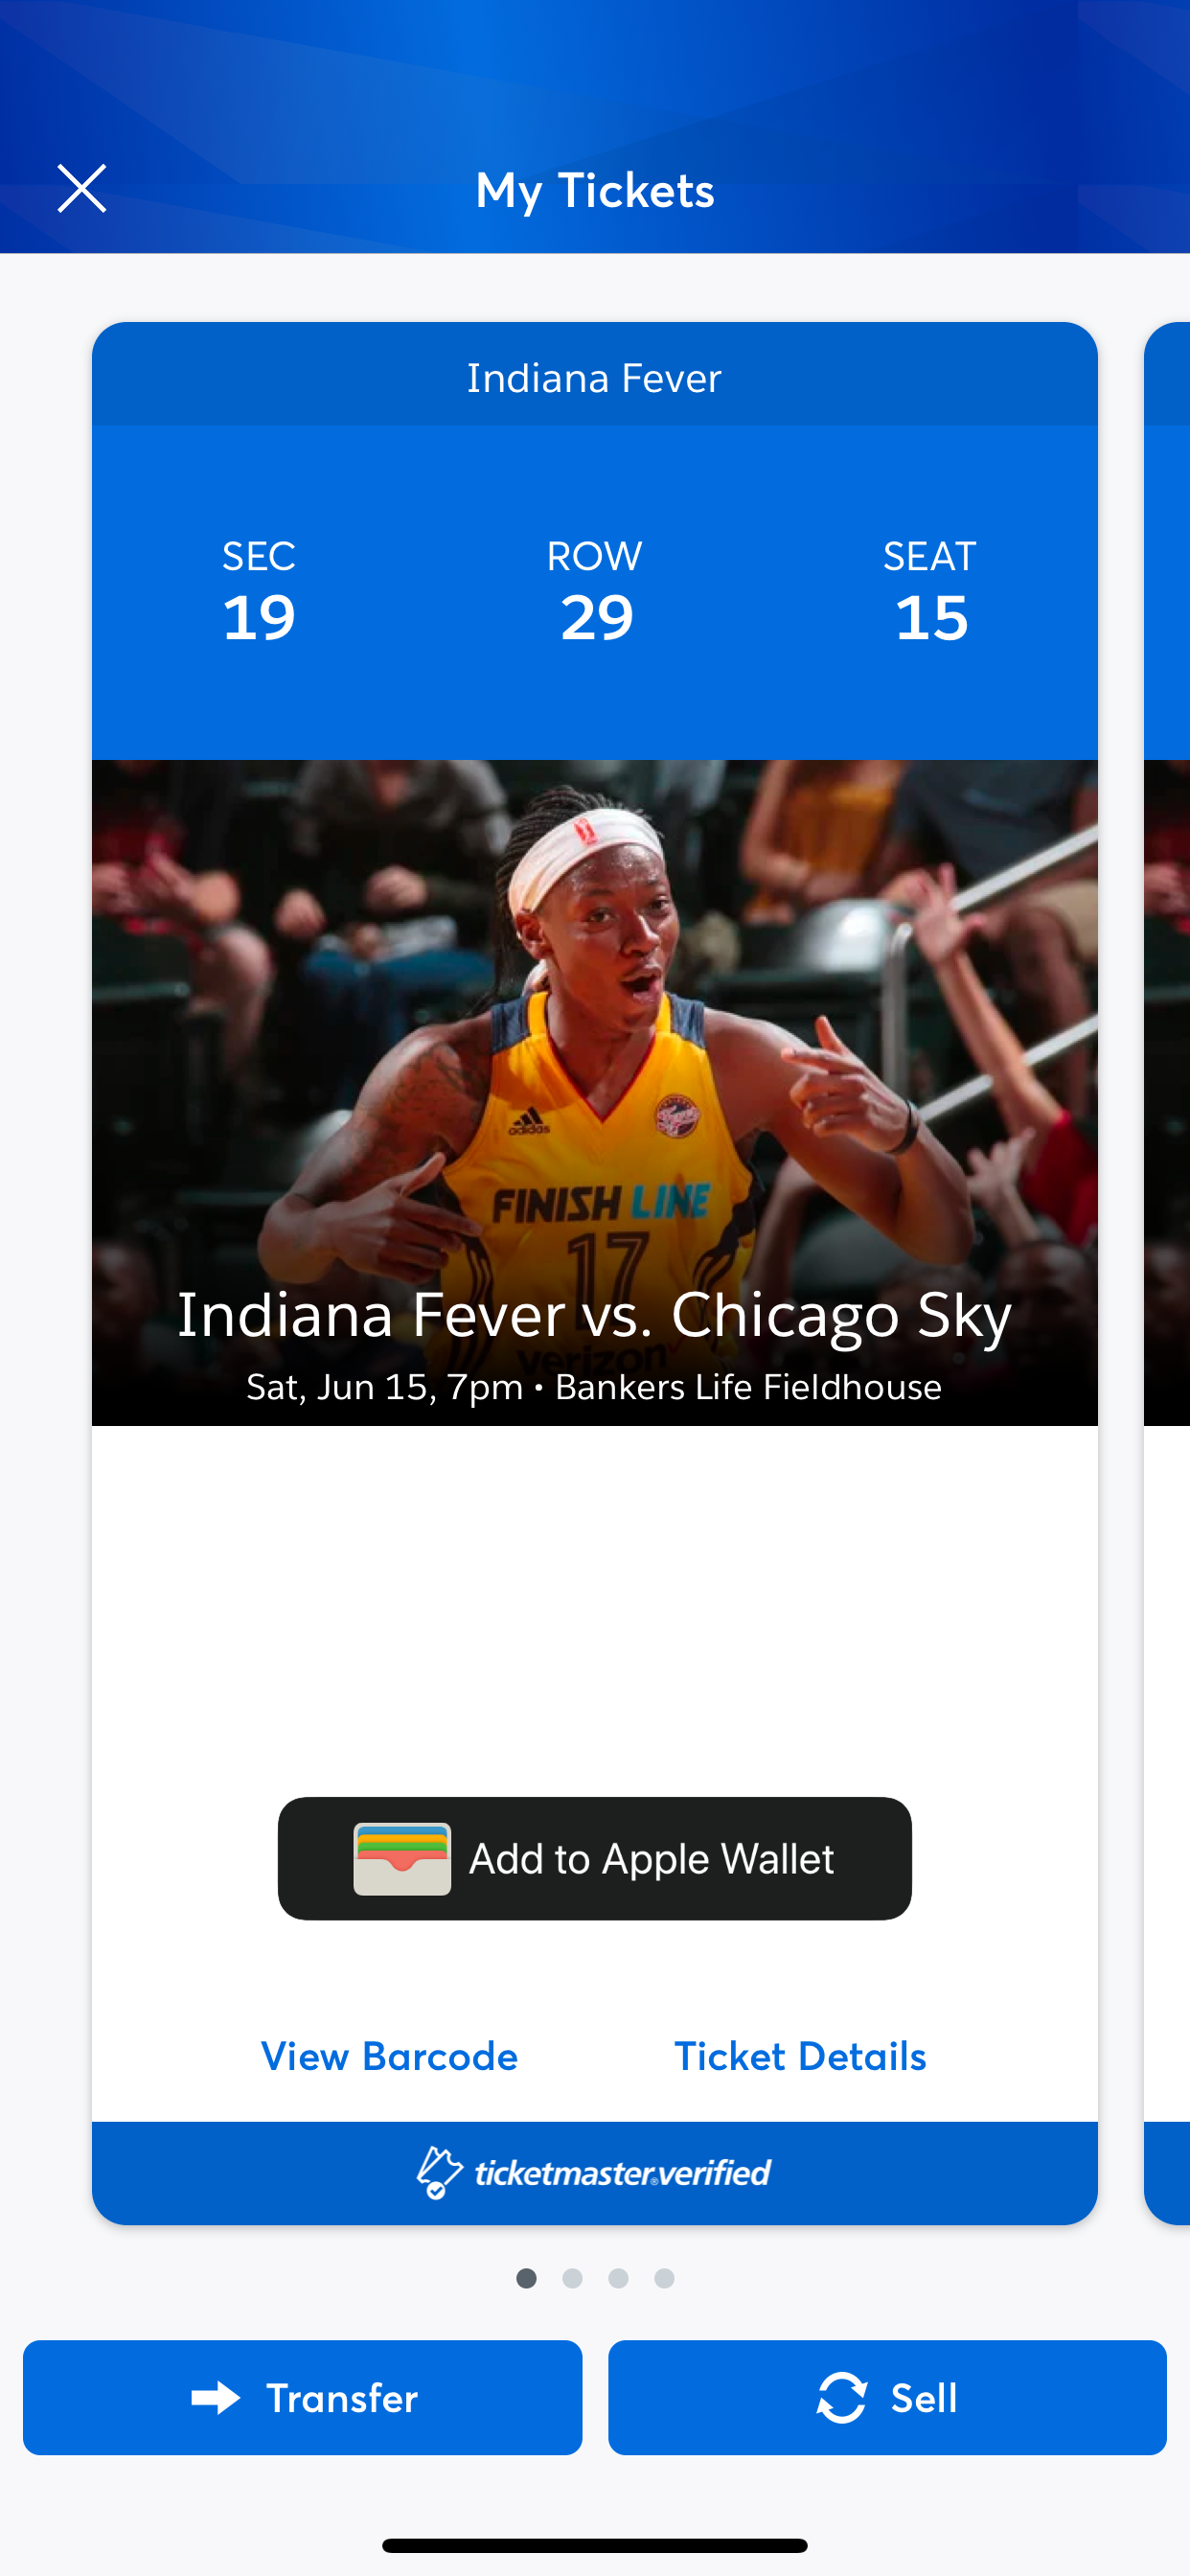 My Tickets
Indiana Fever
SEC ROW SEAT
19 29 15
adidas
FINISH LINE
17
Indiana Fever vs. Chicago Sky
verizon
Sat, Jun 15, 7pm • Bankers Life Fieldhouse
Add to Apple Wallet
View Barcode Ticket Details
ticketmaster®verified
Transfer Sell